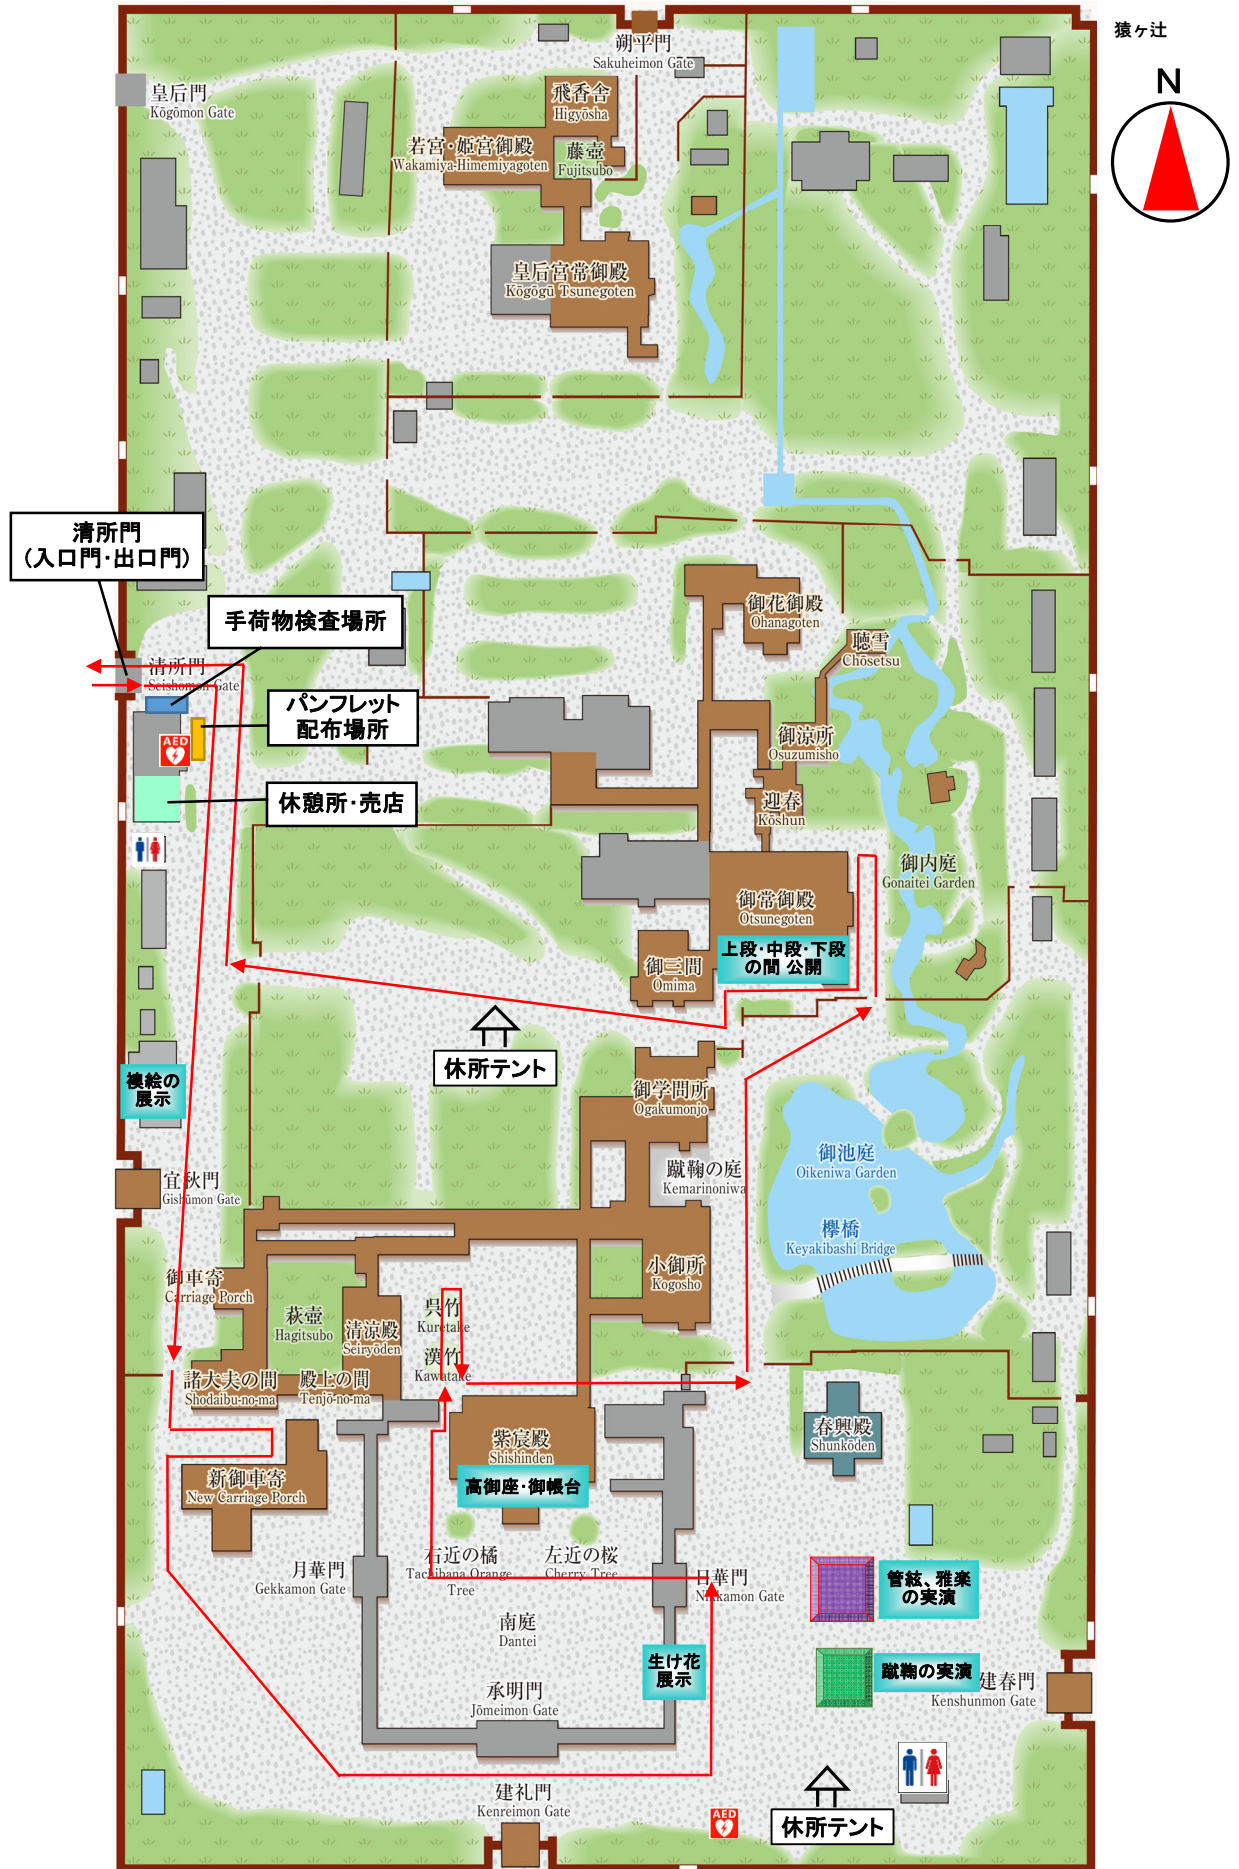 猿ヶ辻
N
朔平門
Sakuheimon Gate
皇后門
Kōgōmon Gate
飛香舎
Higyōsha
若宮・姫宮御殿
Wakamiya-Himemiyagoten
藤壺
Fujitsubo
皇后宮常御殿
Kōgōgū Tsunegoten
清所門
（入口門・出口門）
手荷物検査場所
清所門
Seishomon Gate
パンフレット
配布場所
AED
休憩所・売店
御花御殿
Ohanagoten
聴雪
Chōsetsu
御涼所
Osuzumisho
迎春
Kōshun
御内庭
Gonaitei Garden
御常御殿
Otsunegoten
上段・中段・下段
の間 公開
御三間
Omima
休所テント
襖絵の
展示
御学問所
Ogakumonjo
蹴鞠の庭
Kemarinoniwa
御池庭
Oikeniwa Garden
欅橋
Keyakibashi Bridge
宜秋門
Gishūmon Gate
小御所
Kogosho
御車寄
Carriage Porch
萩壺
Hagitsubo
清涼殿
Seiryōden
呉竹
Kuretake
漢竹
Kawatake
諸大夫の間
Shodaibu-no-ma
殿上の間
Tenjō-no-ma
紫宸殿
Shishinden
高御座・御帳台
春興殿
Shunkōden
新御車寄
New Carriage Porch
右近の橘
Tachibana Orange
Tree
左近の桜
Cherry Tree
月華門
Gekkamon Gate
日華門
Nikkamon Gate
管絃、雅楽
の実演
南庭
Dantei
生け花
展示
蹴鞠の実演
建春門
Kenshunmon Gate
承明門
Jōmeimon Gate
建礼門
Kenreimon Gate
AED
休所テント